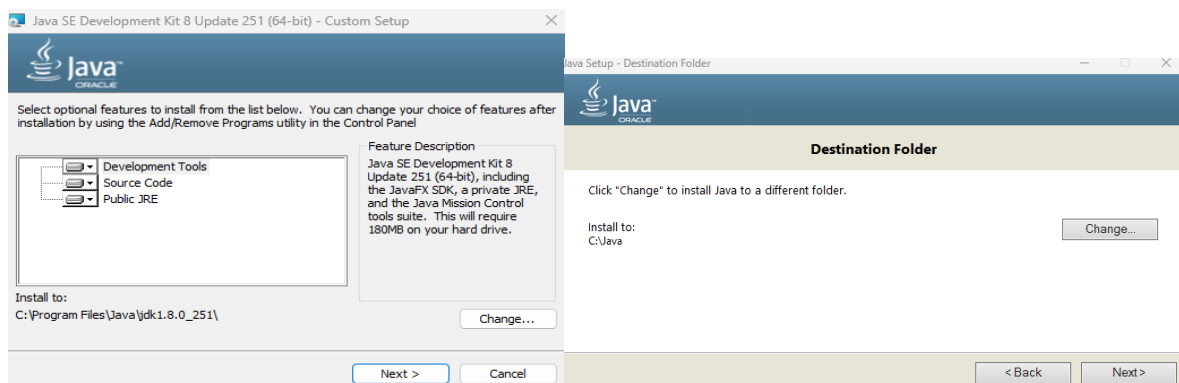 Java SE Development Kit 8 Update 251 (64-bit) - Custom Setup
Java
ORACLE
Select optional features to install from the list below. You can change your choice of features after
installation by using the Add/Remove Programs utility in the Control Panel
Development Tools
Source Code
Public JRE
Feature Description
Java SE Development Kit 8
Update 251 (64-bit), including
the JavaFX SDK, a private JRE,
and the Java Mission Control
tools suite. This will require
180MB on your hard drive.
Install to:
C:\Program Files\Java\jdk1.8.0_251\
Change...
Next >
Cancel
Java Setup - Destination Folder
Java
ORACLE
Destination Folder
Click "Change" to install Java to a different folder.
Install to:
C:\Java
Change...
< Back
Next >